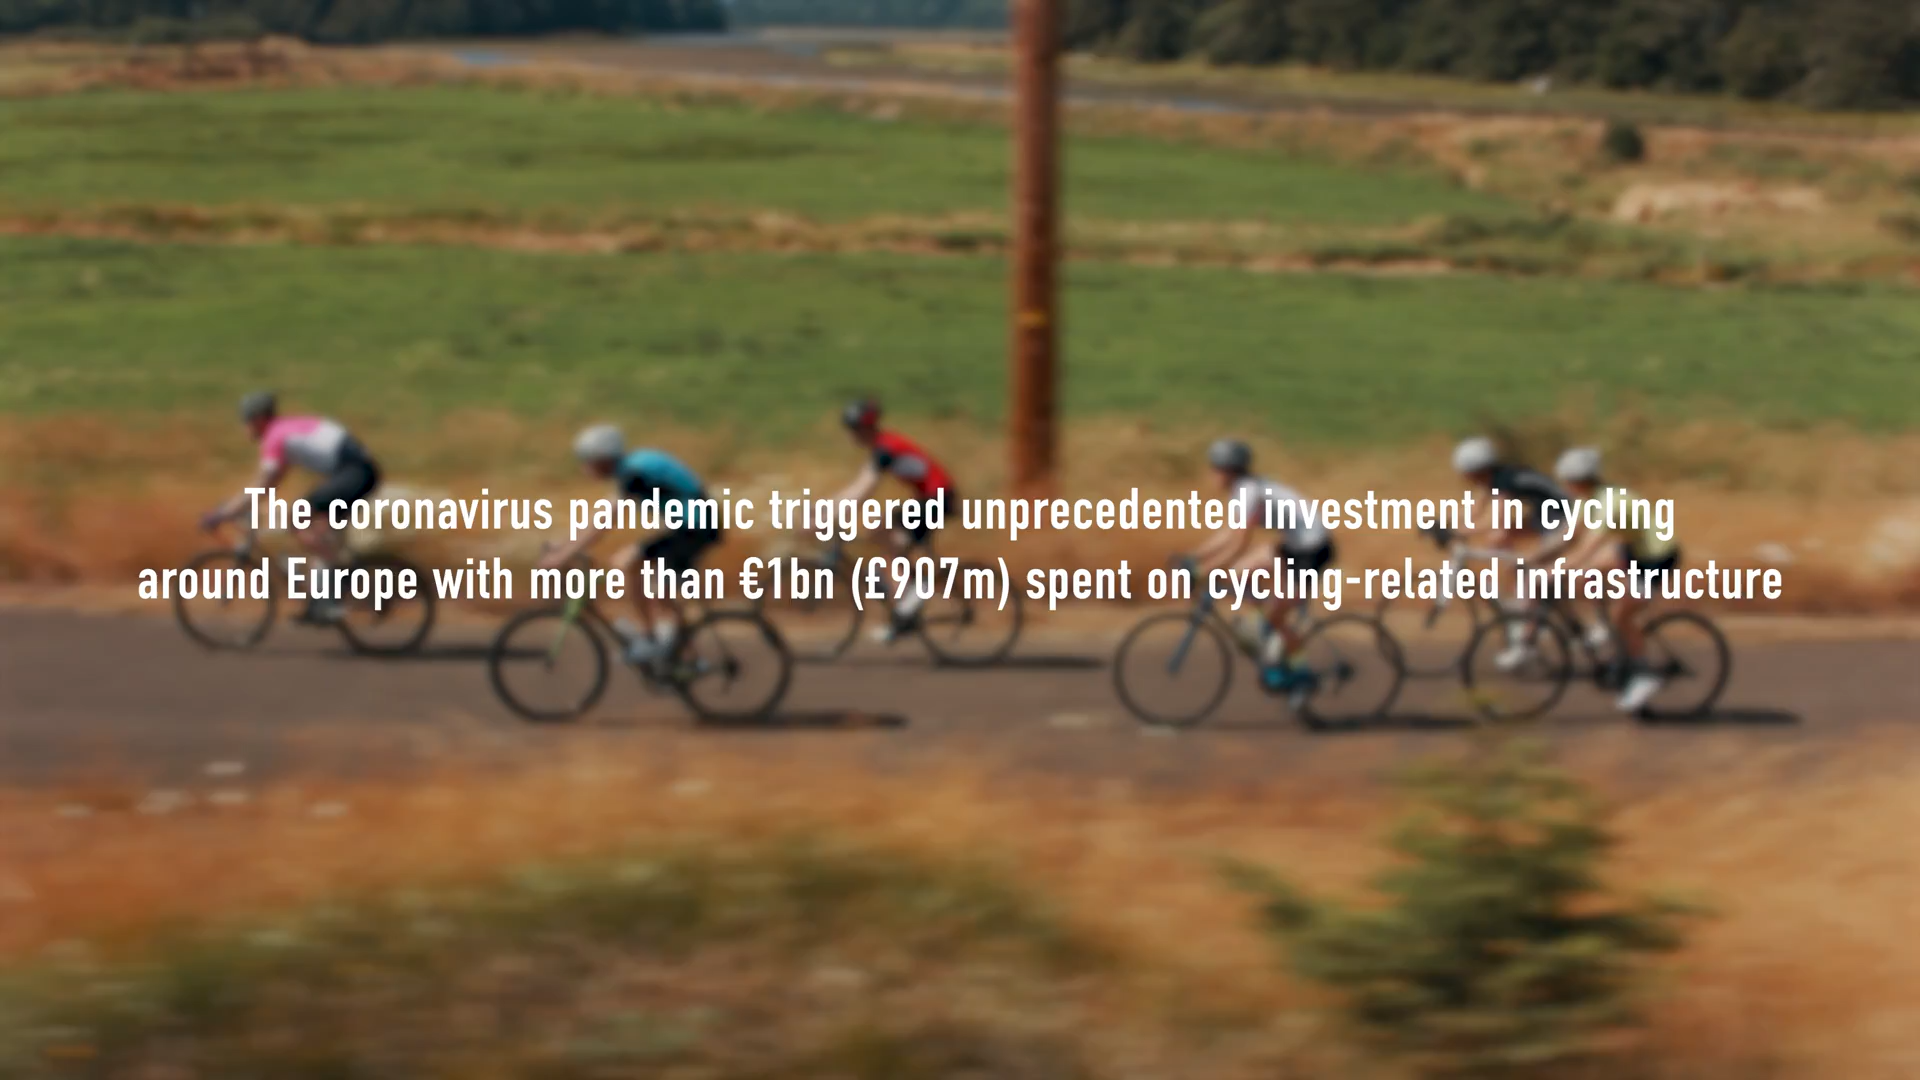 The coronavirus pandemic triggered unprecedented investment in cycling
around Europe with more than €1bn (£907m) spent on cycling-related infrastructure